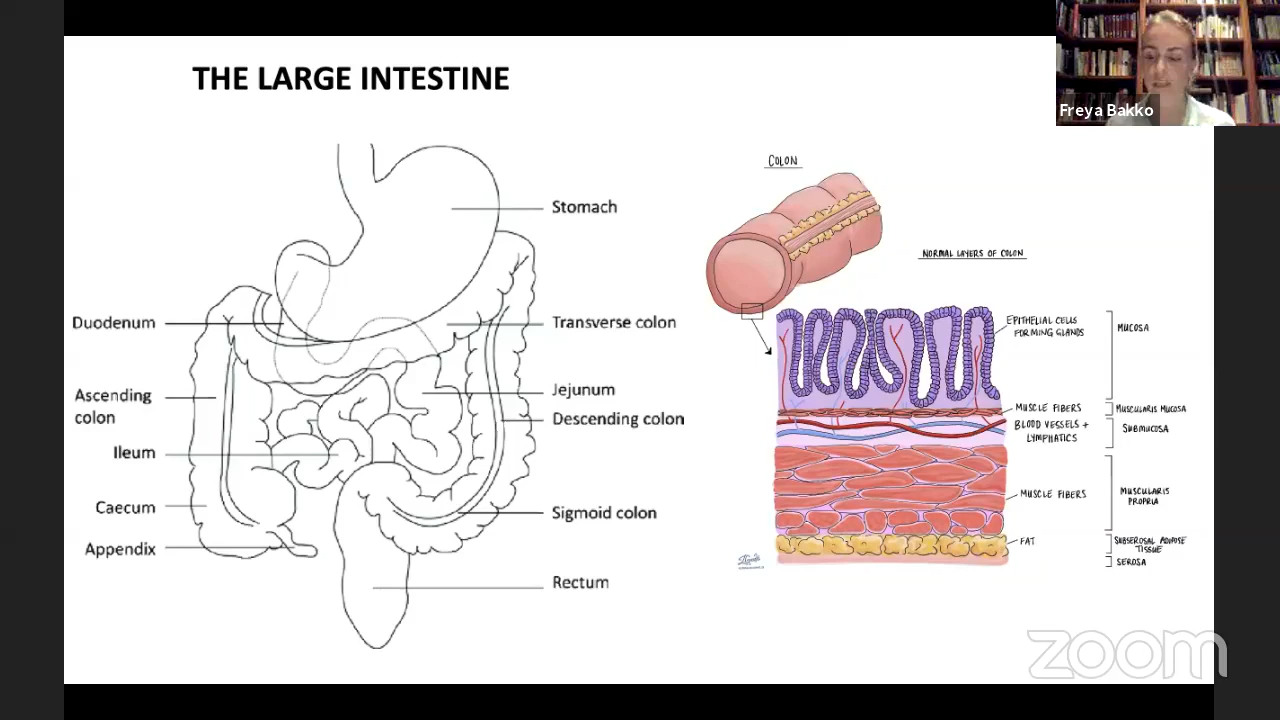 THE LARGE INTESTINE
Freya Bakko
Stomach
Duodenum
Transverse colon
Ascending
colon
Jejunum
Descending colon
Ileum
Caecum
Sigmoid colon
Appendix
Rectum
COLON
NORMAL LAYERS OF COLON
EPITHELIAL CELLS
FORMING GLANDS
MUCOSA
MUSCLE FIBERS
MUSCULARIS MUCOSA
BLOOD VESSELS +
LYMPHATICS
SUBMUCOSA
MUSCLE FIBERS
MUSCULARIS
PROPRIA
FAT
SUBSEROSAL ADIPOSE
TISSUE
SEROSA
zoom